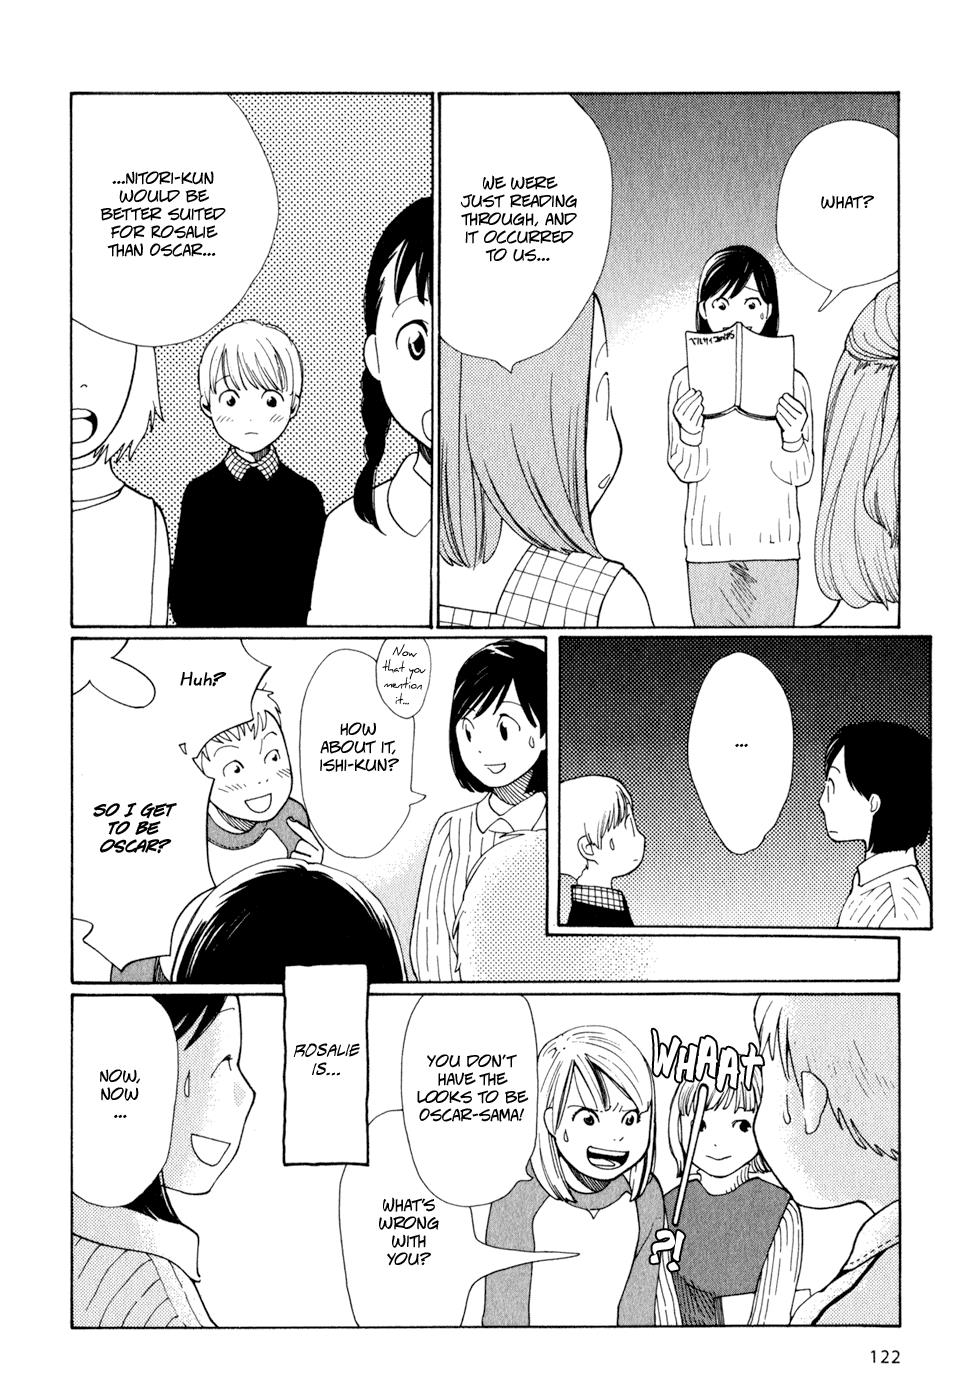 WHAT?
WE WERE
JUST READING
THROUGH, AND
IT OCCURRED
TO US...
...NITORI-KUN
WOULD BE
BETTER SUITED
FOR ROSALIE
THAN OSCAR...
...
Now
that you
mention
it...
HOW
ABOUT IT,
ISHI-KUN?
Huh?
SO I GET
TO BE
OSCAR?
WHAAT
?!
YOU DON'T
HAVE THE
LOOKS TO BE
OSCAR-SAMA!
WHAT'S
WRONG
WITH
YOU?
ROSALIE
IS...
NOW,
NOW
...
122